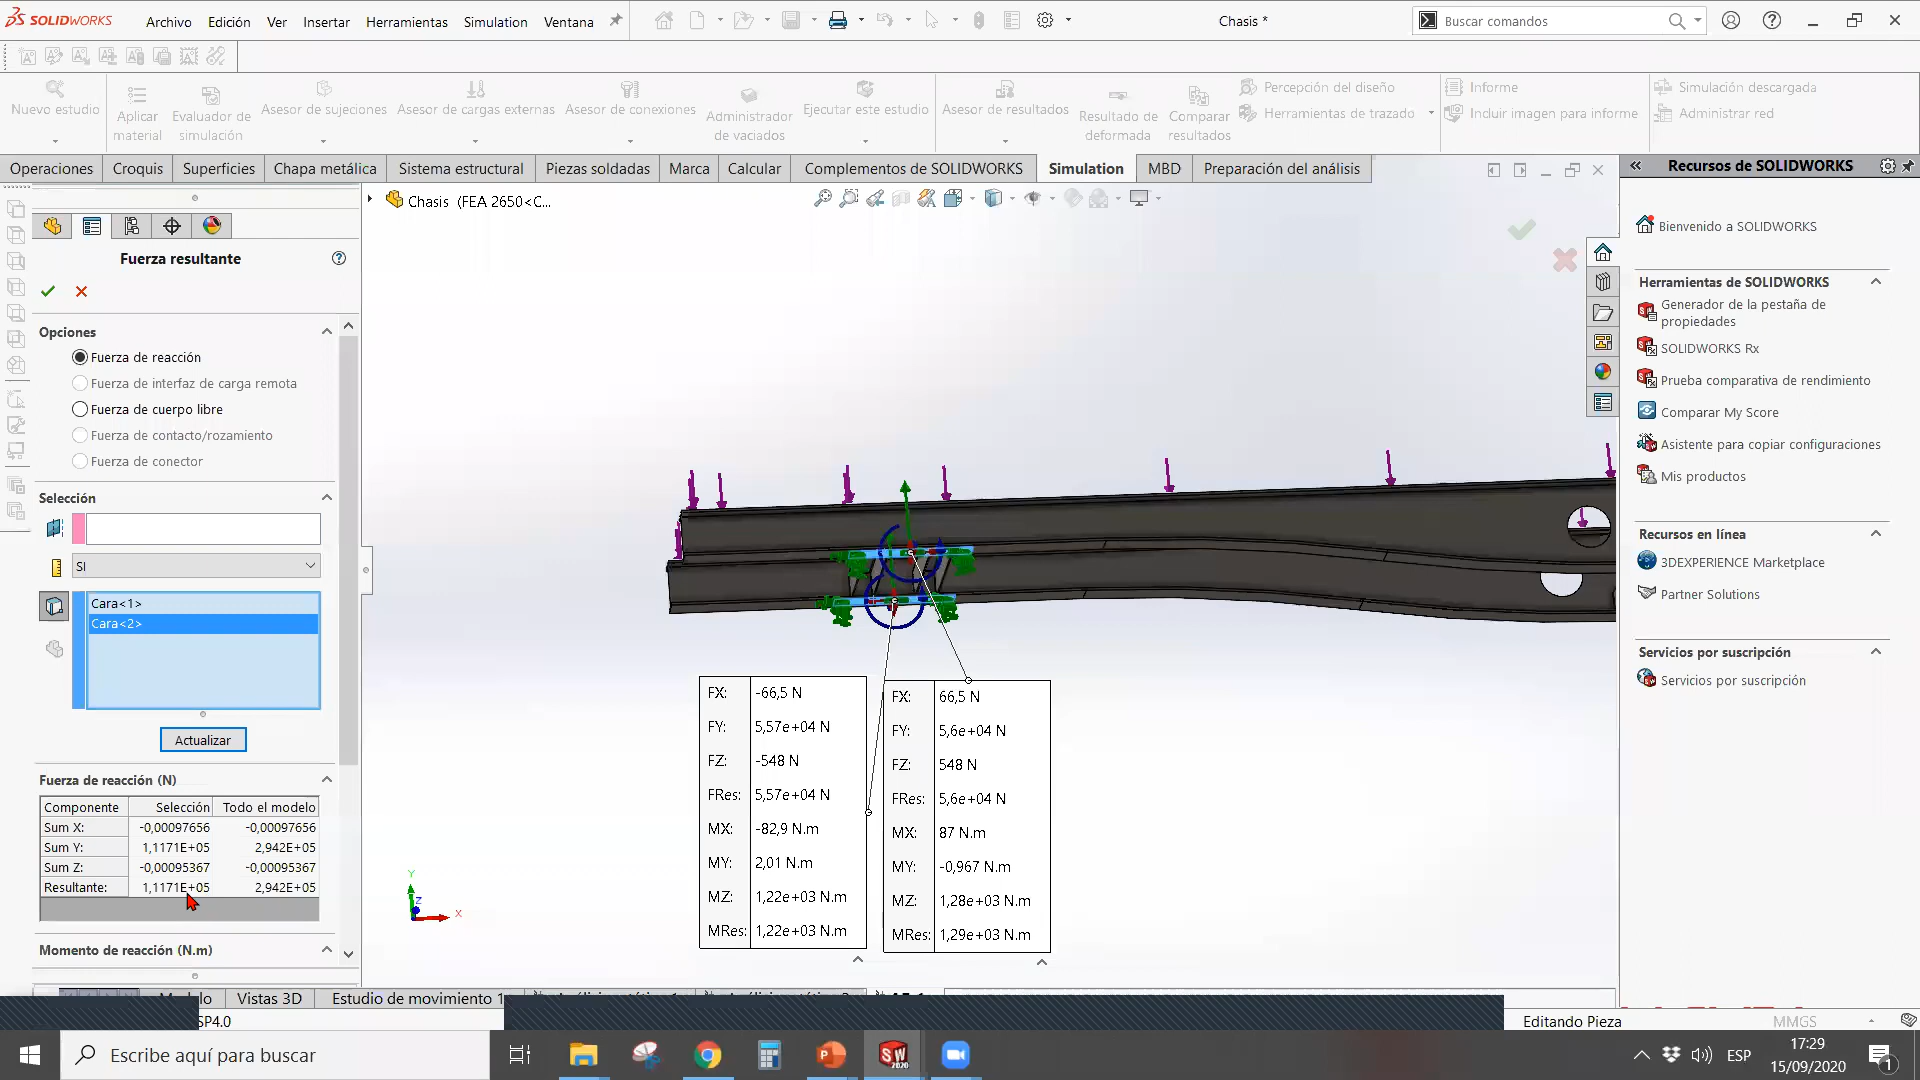 SOLIDWORKS
Archivo Edición Ver Insertar Herramientas Simulation Ventana
Chasis *
Buscar comandos
Nuevo estudio
Aplicar material
Evaluador de simulación
Asesor de sujeciones
Asesor de cargas externas
Asesor de conexiones
Administrador de vaciados
Ejecutar este estudio
Asesor de resultados
Resultado de deformada
Comparar resultados
Percepción del diseño
Herramientas de trazado
Informe
Incluir imagen para informe
Simulación descargada
Administrar red
Operaciones Croquis Superficies Chapa metálica Sistema estructural Piezas soldadas Marca Calcular Complementos de SOLIDWORKS Simulation MBD Preparación del análisis
Chasis (FEA 2650<C...
Fuerza resultante
Opciones
Fuerza de reacción
Fuerza de interfaz de carga remota
Fuerza de cuerpo libre
Fuerza de contacto/rozamiento
Fuerza de conector
Selección
SI
Cara<1>
Cara<2>
Actualizar
Fuerza de reacción (N)
Componente Selección Todo el modelo
Sum X: -0,00097656 -0,00097656
Sum Y: 1,1171E+05 2,942E+05
Sum Z: -0,00095367 -0,00095367
Resultante: 1,1171E+05 2,942E+05
Momento de reacción (N.m)
FX: -66,5 N
FY: 5,57e+04 N
FZ: -548 N
FRes: 5,57e+04 N
MX: -82,9 N.m
MY: 2,01 N.m
MZ: 1,22e+03 N.m
MRes: 1,22e+03 N.m
FX: 66,5 N
FY: 5,6e+04 N
FZ: 548 N
FRes: 5,6e+04 N
MX: 87 N.m
MY: -0,967 N.m
MZ: 1,28e+03 N.m
MRes: 1,29e+03 N.m
Y
Z
X
Recursos de SOLIDWORKS
Bienvenido a SOLIDWORKS
Herramientas de SOLIDWORKS
Generador de la pestaña de
propiedades
SOLIDWORKS Rx
Prueba comparativa de rendimiento
Comparar My Score
Asistente para copiar configuraciones
Mis productos
Recursos en línea
3DEXPERIENCE Marketplace
Partner Solutions
Servicios por suscripción
Servicios por suscripción
Vistas 3D Estudio de movimiento 1
SP4.0
Editando Pieza
MMGS
Escribe aquí para buscar
SW
2020
ESP
17:29
15/09/2020
1